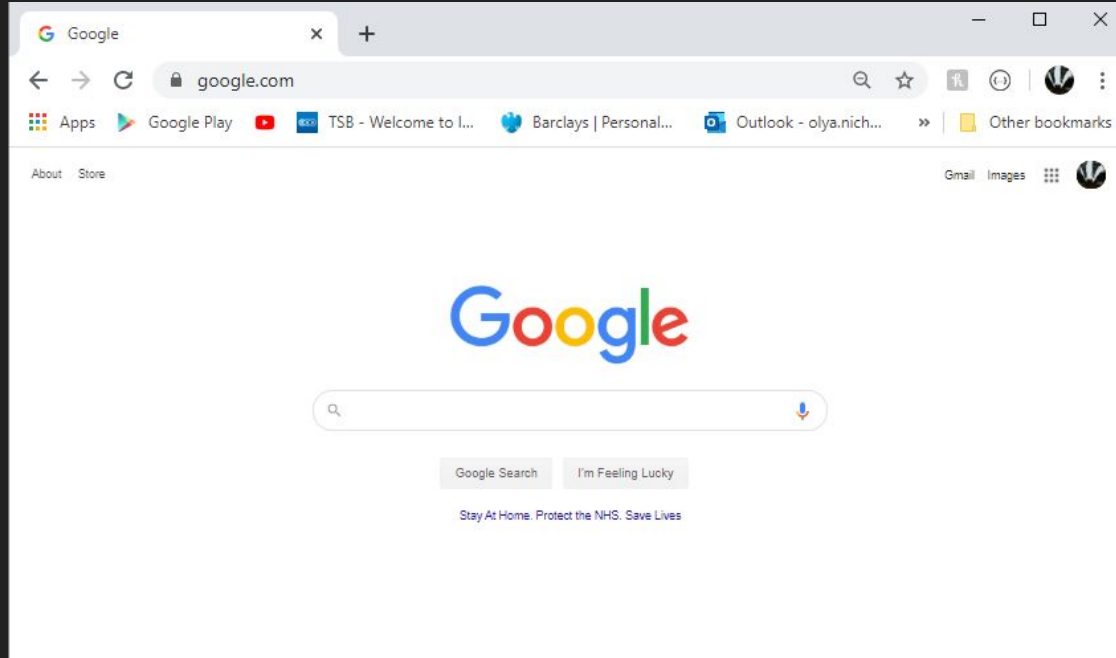 Google
google.com
Apps Google Play TSB - Welcome to I... Barclays | Personal... Outlook - olya.nich... » Other bookmarks
About Store Gmail Images
Google
Google Search I'm Feeling Lucky
Stay At Home. Protect the NHS. Save Lives